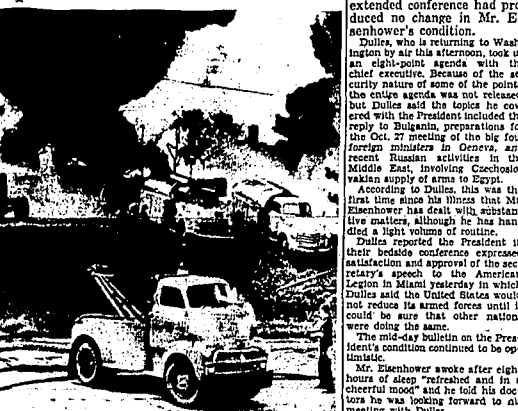 extended conference had pro
duced no change in Mr. E
senhower's condition.
Dulles, who is returning to Wash
ington by air this afternoon, took u
an eight-point agenda with th
chief executive. Because of the se
curity nature of some of the point
the entire agenda was not release
but Dulles said the topics he cov
ered with the President included th
reply to Bulganin, preparations fo
the Oct. 27 meeting of the big fou
foreign ministers in Geneva, an
recent Russian activities in th
Middle East, involving Czechoslo
vakian supply of arms to Egypt.
According to Dulles, this was th
first time since his illness that M
Eisenhower has dealt with substan
tive matters, although he has han
dled a light volume of routine.
Dulles reported the President i
their bedside conference expresse
satisfaction and approval of the sec
retary's speech to the American
Legion in Miami yesterday in which
Dulles said the United States would
not reduce its armed forces until i
could be sure that other nation
were doing the same.
The mid-day bulletin on the Pres
ident's condition continued to be op
timistic.
Mr. Eisenhower awoke after eigh
hours of sleep "refreshed and in a
cheerful mood" and he told his doc
tors he was looking forward to
meeting with Dulles